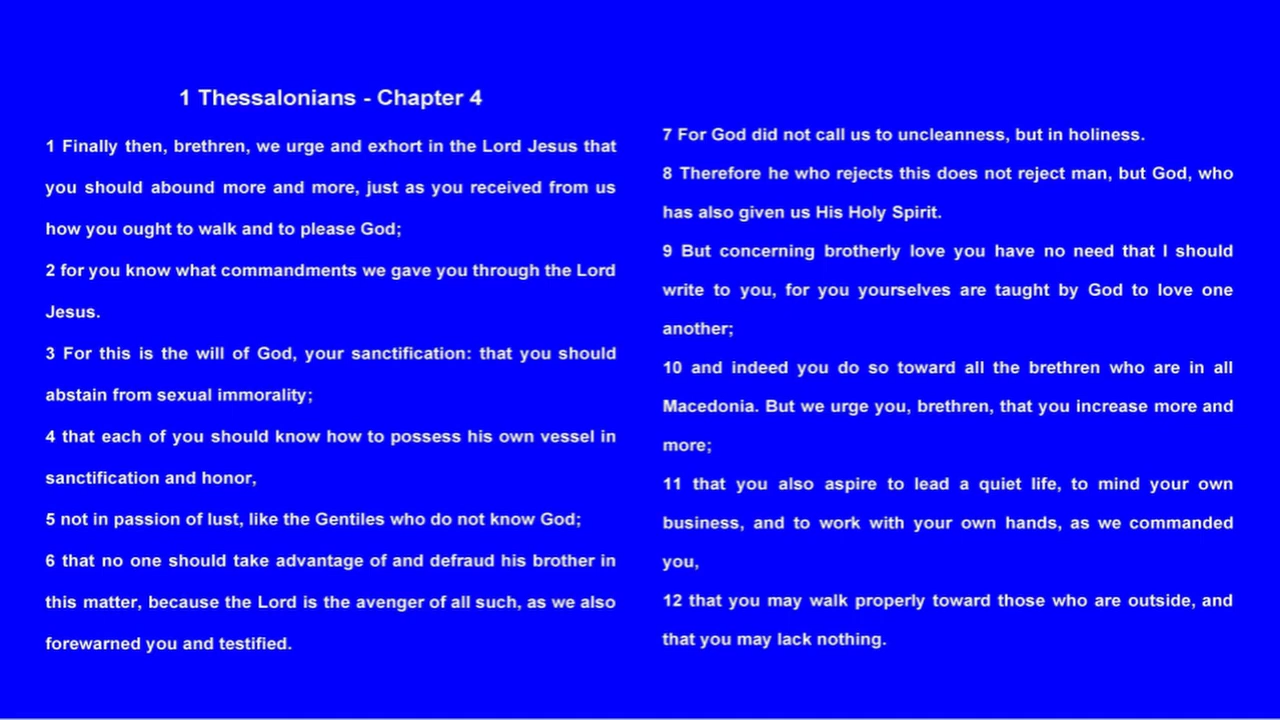 1 Thessalonians - Chapter 4
1 Finally then, brethren, we urge and exhort in the Lord Jesus that
you should abound more and more, just as you received from us
how you ought to walk and to please God;
2 for you know what commandments we gave you through the Lord
Jesus.
3 For this is the will of God, your sanctification: that you should
abstain from sexual immorality;
4 that each of you should know how to possess his own vessel in
sanctification and honor,
5 not in passion of lust, like the Gentiles who do not know God;
6 that no one should take advantage of and defraud his brother in
this matter, because the Lord is the avenger of all such, as we also
forewarned you and testified.
7 For God did not call us to uncleanness, but in holiness.
8 Therefore he who rejects this does not reject man, but God, who
has also given us His Holy Spirit.
9 But concerning brotherly love you have no need that I should
write to you, for you yourselves are taught by God to love one
another;
10 and indeed you do so toward all the brethren who are in all
Macedonia. But we urge you, brethren, that you increase more and
more;
11 that you also aspire to lead a quiet life, to mind your own
business, and to work with your own hands, as we commanded
you,
12 that you may walk properly toward those who are outside, and
that you may lack nothing.